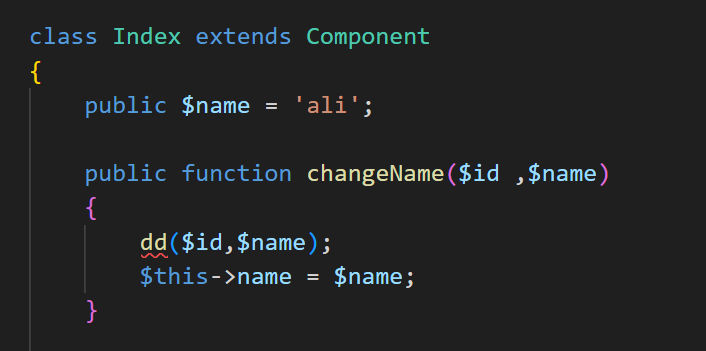 class Index extends Component
{
public $name = 'ali';
public function changeName($id ,$name)
{
dd($id,$name);
$this->name = $name;
}